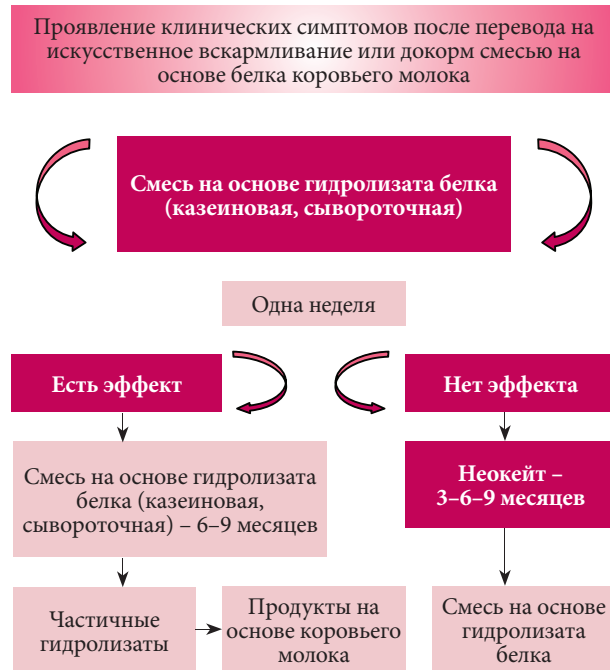 Проявление клинических симптомов после перевода на
искусственное вскармливание или докорм смесью на
основе белка коровьего молока
Смесь на основе гидролизата белка
(казеиновая, сывороточная)
Одна неделя
Есть эффект
Нет эффекта
Смесь на основе гидролизата
белка (казеиновая,
сывороточная) – 6–9 месяцев
Неокейт –
3–6–9 месяцев
Частичные
гидролизаты
Продукты на
основе коровьего
молока
Смесь на основе
гидролизата
белка